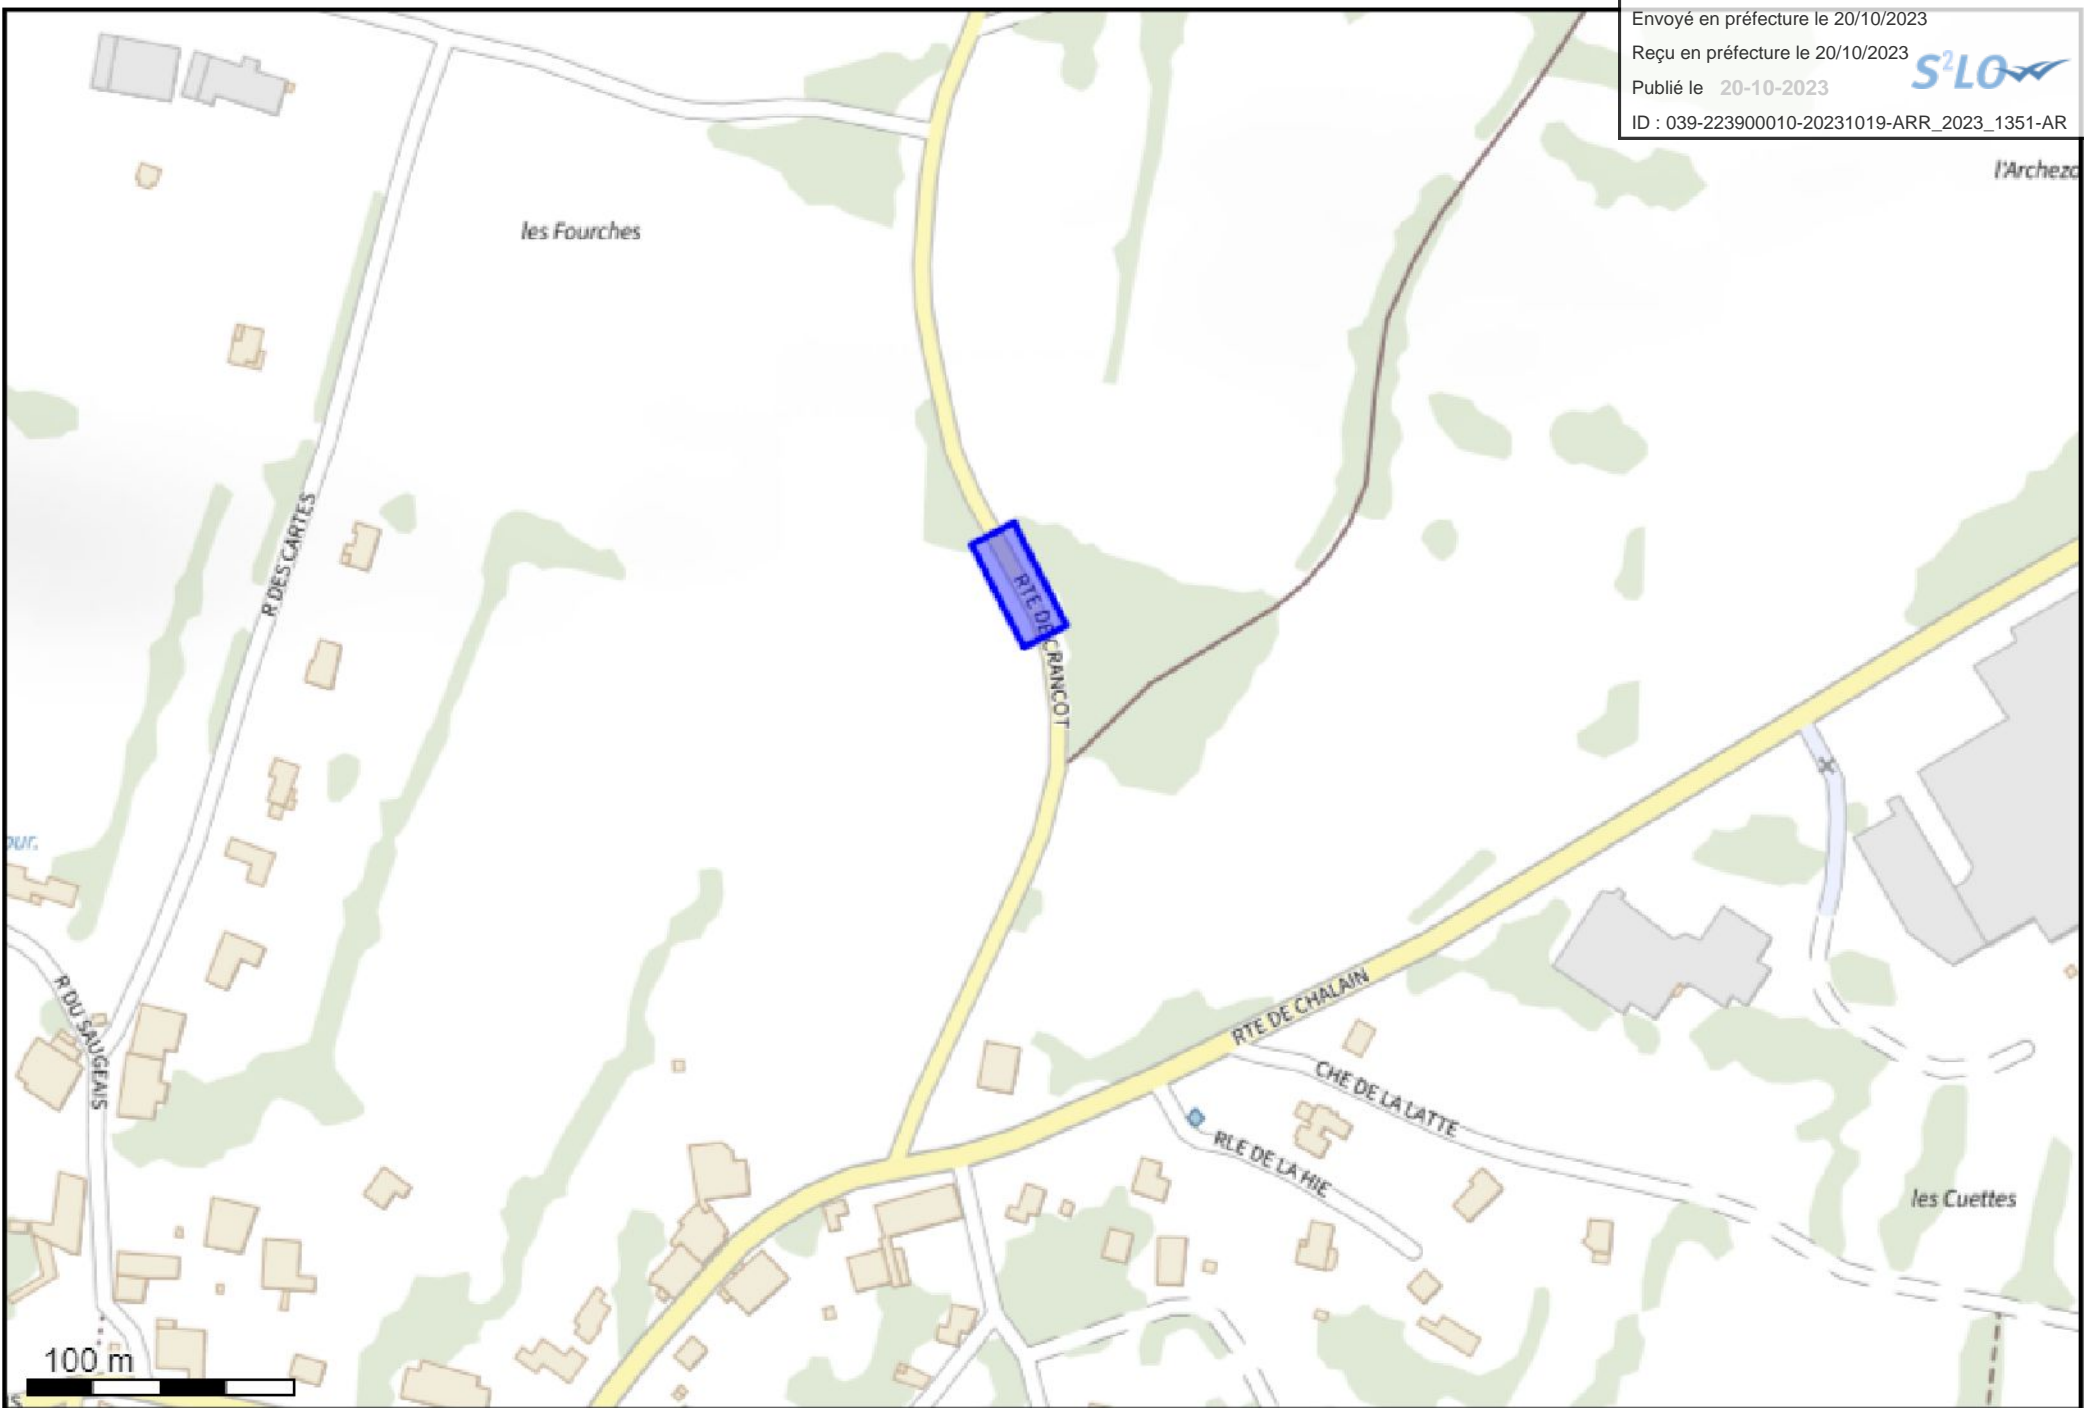 Envoyé en préfecture le 20/10/2023
Reçu en préfecture le 20/10/2023
S²LO
Publié le 20-10-2023
ID : 039-223900010-20231019-ARR_2023_1351-AR
l'Archezo
les Fourches
R DES CARTES
RTE DE CRANCOT
our.
R DU SAUGEAIS
RTE DE CHALAIN
CHE DE LA LATTE
RLE DE LA HIE
les Cuettes
100 m